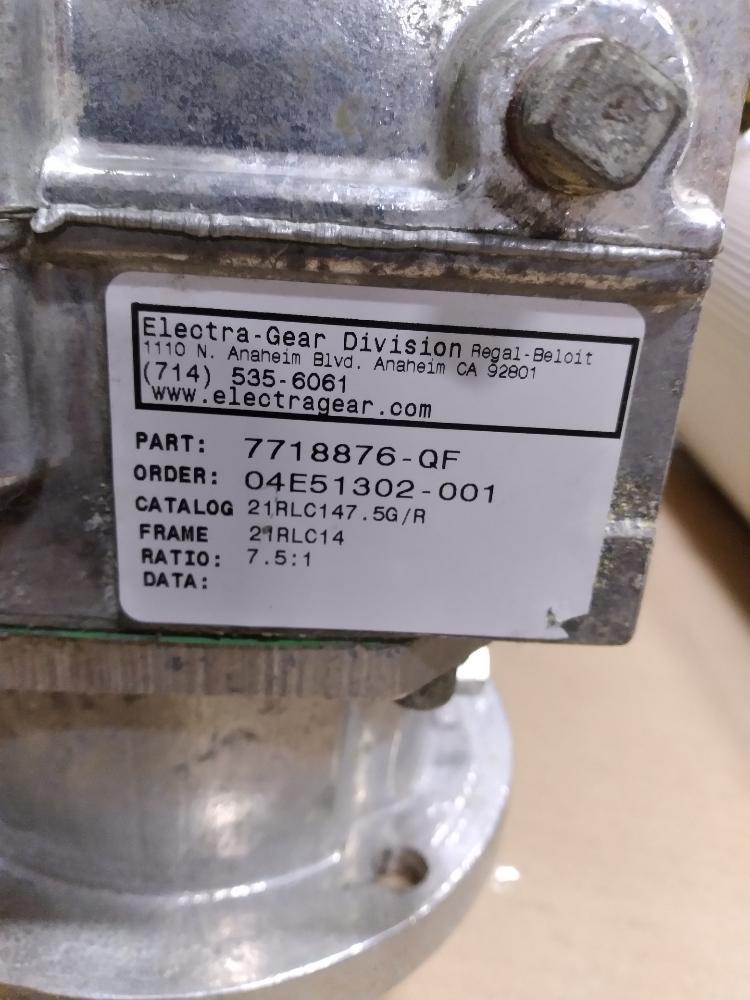 Electra-Gear Division Regal-Beloit
1110 N. Anaheim Blvd. Anaheim CA 92801
(714) 535-6061
www.electragear.com
PART: 7718876-QF
ORDER: 04E51302-001
CATALOG 21RLC147.5G/R
FRAME 21RLC14
RATIO: 7.5:1
DATA: